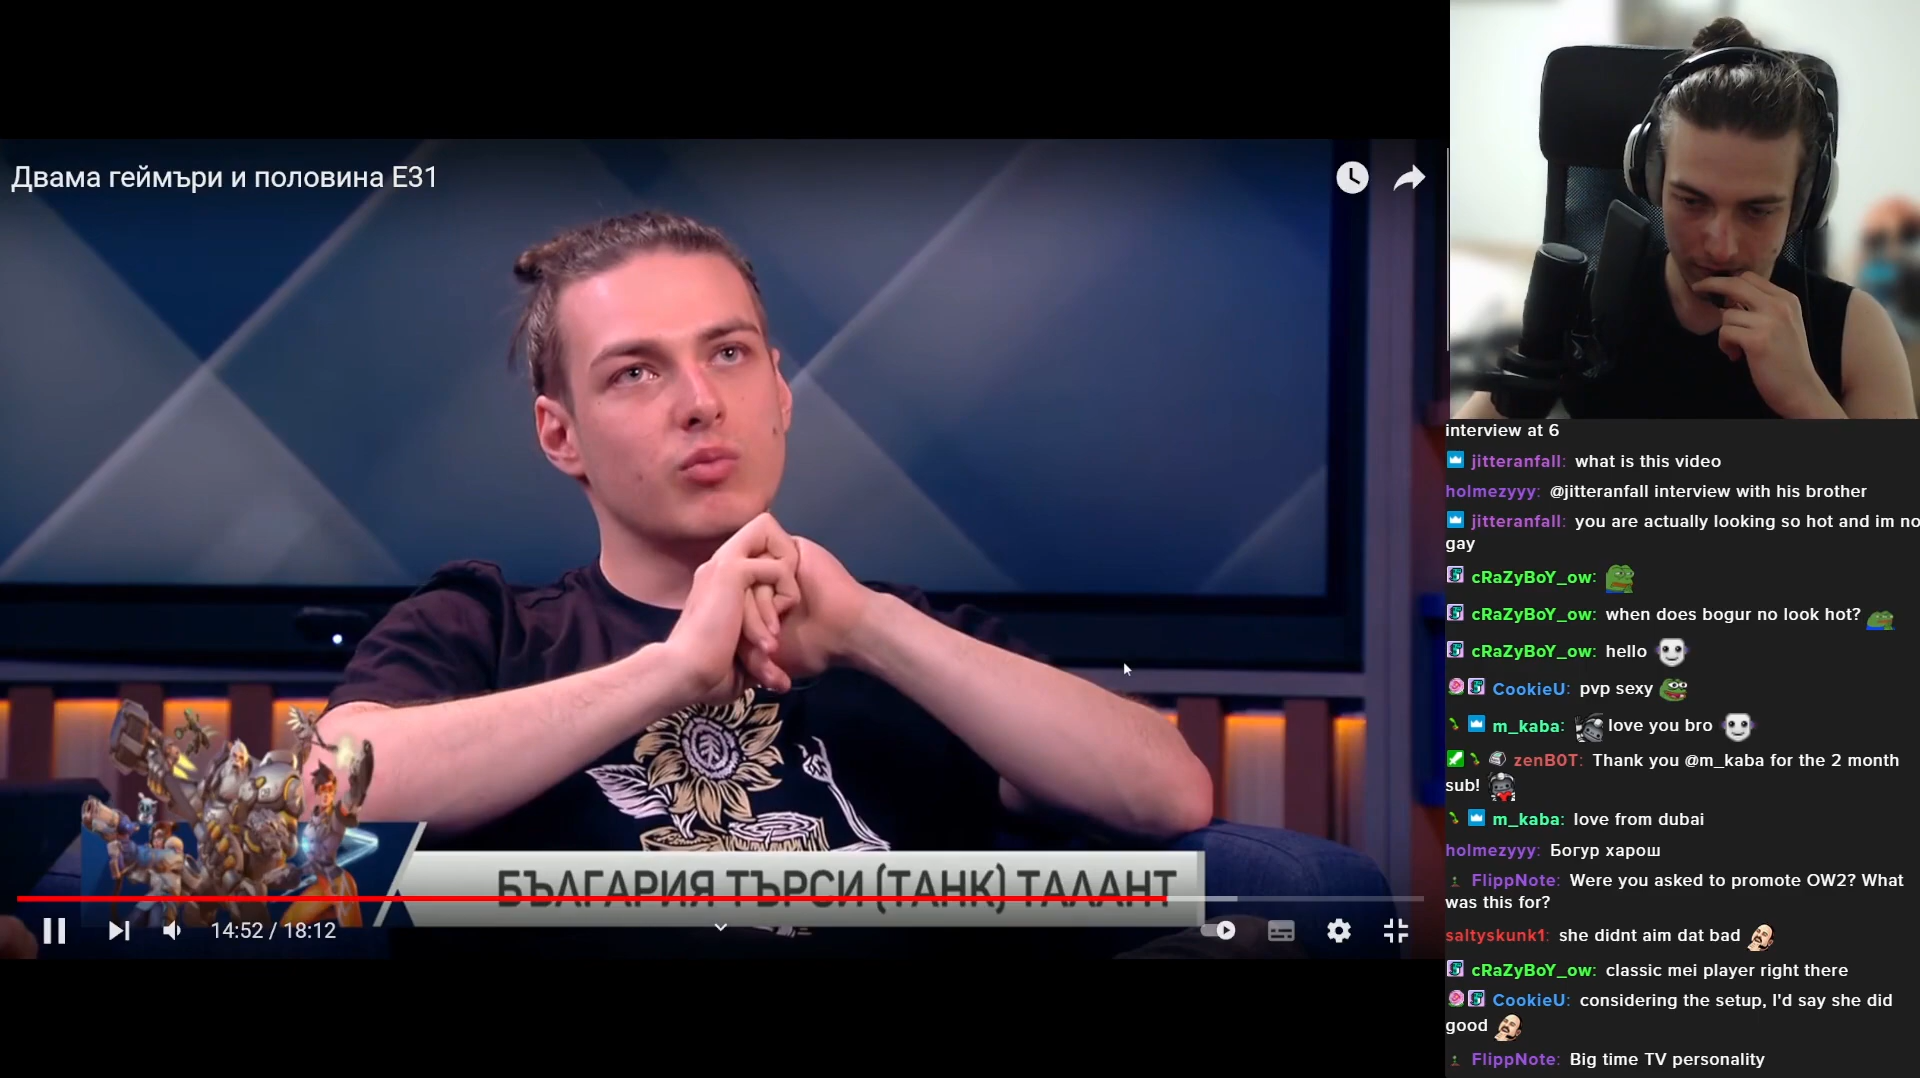 Двама геймъри и половина Е31
БЪЛГАРИЯ ТЪРСИ (ТАНК) ТАЛАНТ
14:52 / 18:12
interview at 6
jitteranfall: what is this video
holmezyyy: @jitteranfall interview with his brother
jitteranfall: you are actually looking so hot and im no
gay
cRaZyBoY_ow:
cRaZyBoY_ow: when does bogur no look hot?
cRaZyBoY_ow: hello
CookieU: pvp sexy
m_kaba: love you bro
zenB0T: Thank you @m_kaba for the 2 month
sub!
m_kaba: love from dubai
holmezyyy: Богур харош
FlippNote: Were you asked to promote OW2? What
was this for?
saltyskunk1: she didnt aim dat bad
cRaZyBoY_ow: classic mei player right there
CookieU: considering the setup, I'd say she did
good
FlippNote: Big time TV personality